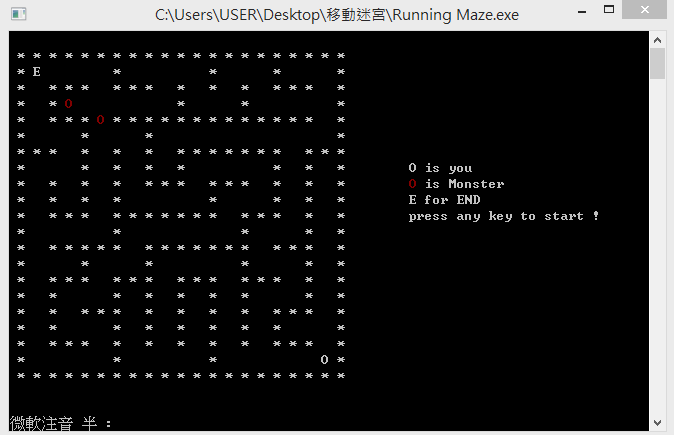 C:\Users\USER\Desktop\移動迷宮\Running Maze.exe
* * * * * * * * * * * * * * * * * * * * *
* E         *           *       *       *
*   * * *   * * *   *   *   *   * * *   *
*   * O             *       *           *
*   * * * O * * * * * * * * * * * * *   *
*       *       *                       *
* * *   *   *   *   * * * * * * *   * * *
*       *   *   *   *           *   *   *    O is you
*   *   *   *   * * *   * * *   *   *   *    O is Monster
*   *   *   *           *       *   *   *    E for END
*   * * *   * * * * * * *   * * *   *   *    press any key to start !
*           *               *       *   *
*   * * * * *   * * * * * * *   * * *   *
*       *       *           *       *   *
*   * * *   * * *   * * *   * * *   *   *
*   *       *   *   *   *   *       *   *
*   *   * * *   *   *   *   *   * * *   *
*   *       *   *   *   *   *   *       *
*   * * *   *   *   *   *   *   * * *   *
*           *           *             O *
* * * * * * * * * * * * * * * * * * * * *
微軟注音 半 :